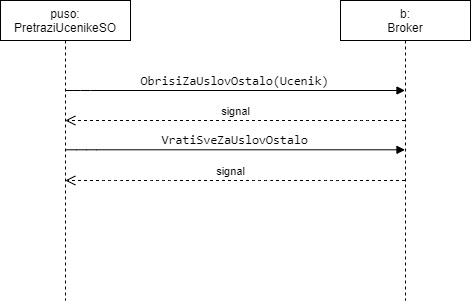 puso:
PretraziUcenikeSO
b:
Broker
ObrisiZaUslovOstalo(Ucenik)
signal
VratiSveZaUslovOstalo
signal